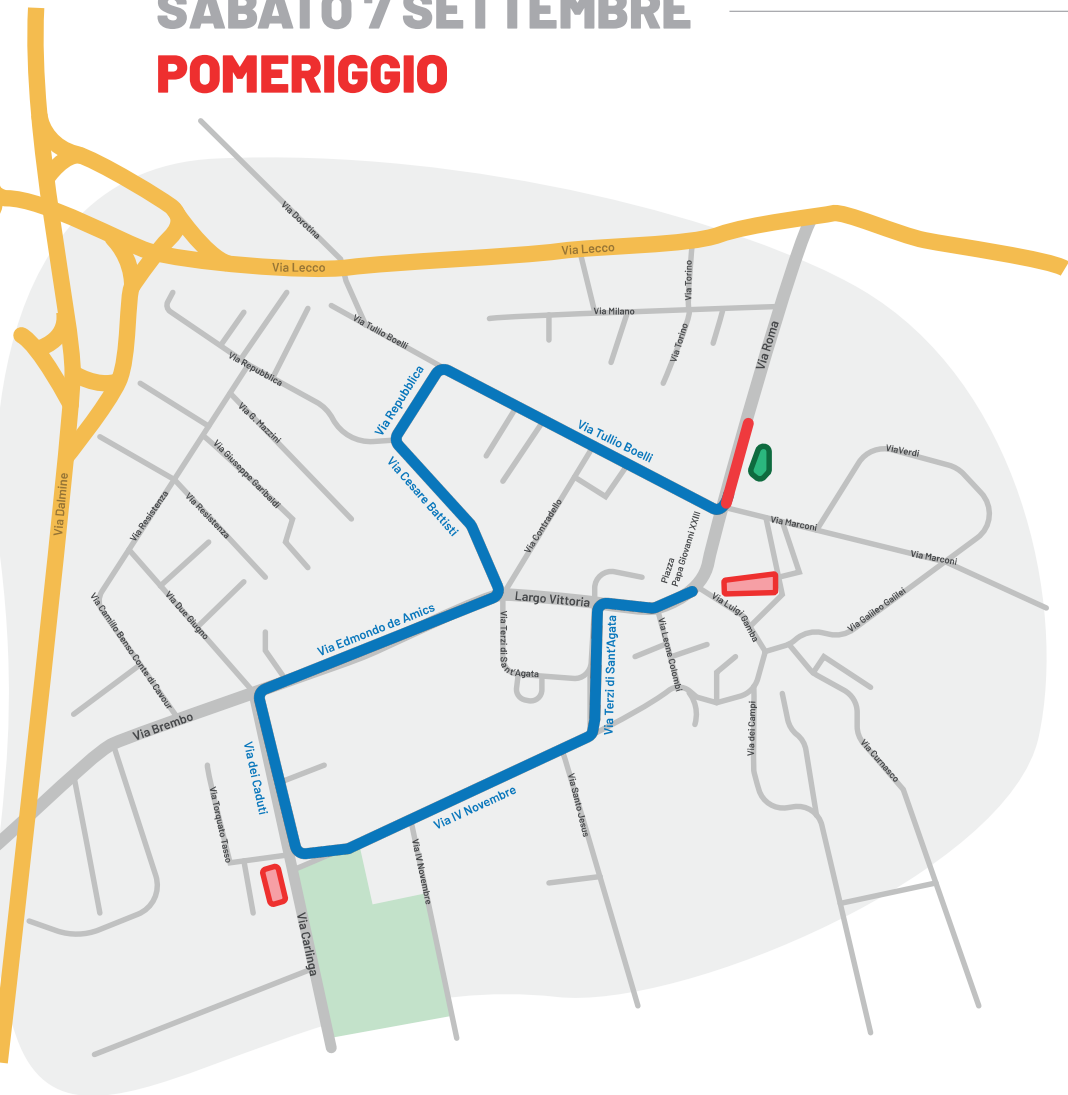 SABATO 7 SETTEMBRE
POMERIGGIO
Via Dorotina
Via Lecco
Via Lecco
Via Torino
Via Milano
Via Torino
Via Roma
Via Tullio Boelli
Via Repubblica
Via Repubblica
Via Tullio Boelli
Via G. Mazzini
Via Giuseppe Garibaldi
Via Cesare Battisti
ViaVerdi
Via Dalmine
Via Resistenza
Via Resistenza
Via Contradello
Piazza
Papa Giovanni XXIII
Via Marconi
Via Marconi
Via Camillo Benso Conte di Cavour
Via Due Giugno
Via Edmondo de Amics
Largo Vittoria
Via Luigi Gamba
Via Galileo Galilei
Via Terzi di Sant'Agata
Via Terzi di Sant'Agata
Via Leone Colombi
Via Brembo
Via dei Caduti
Via dei Campi
Via Curnasco
Via Torquato Tasso
Via IV Novembre
Via Santo Jesus
Via IV Novembre
Via Carlinga